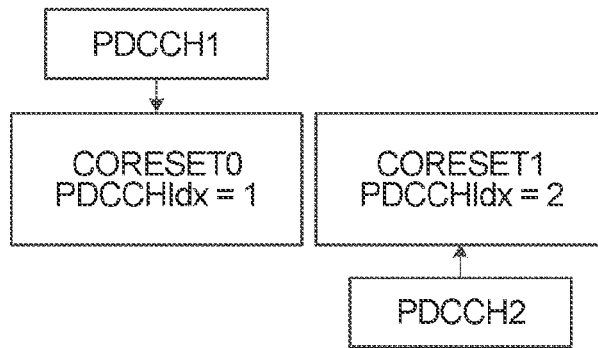 PDCCH1
CORESET0
PDCCHIdx = 1
CORESET1
PDCCHIdx = 2
PDCCH2